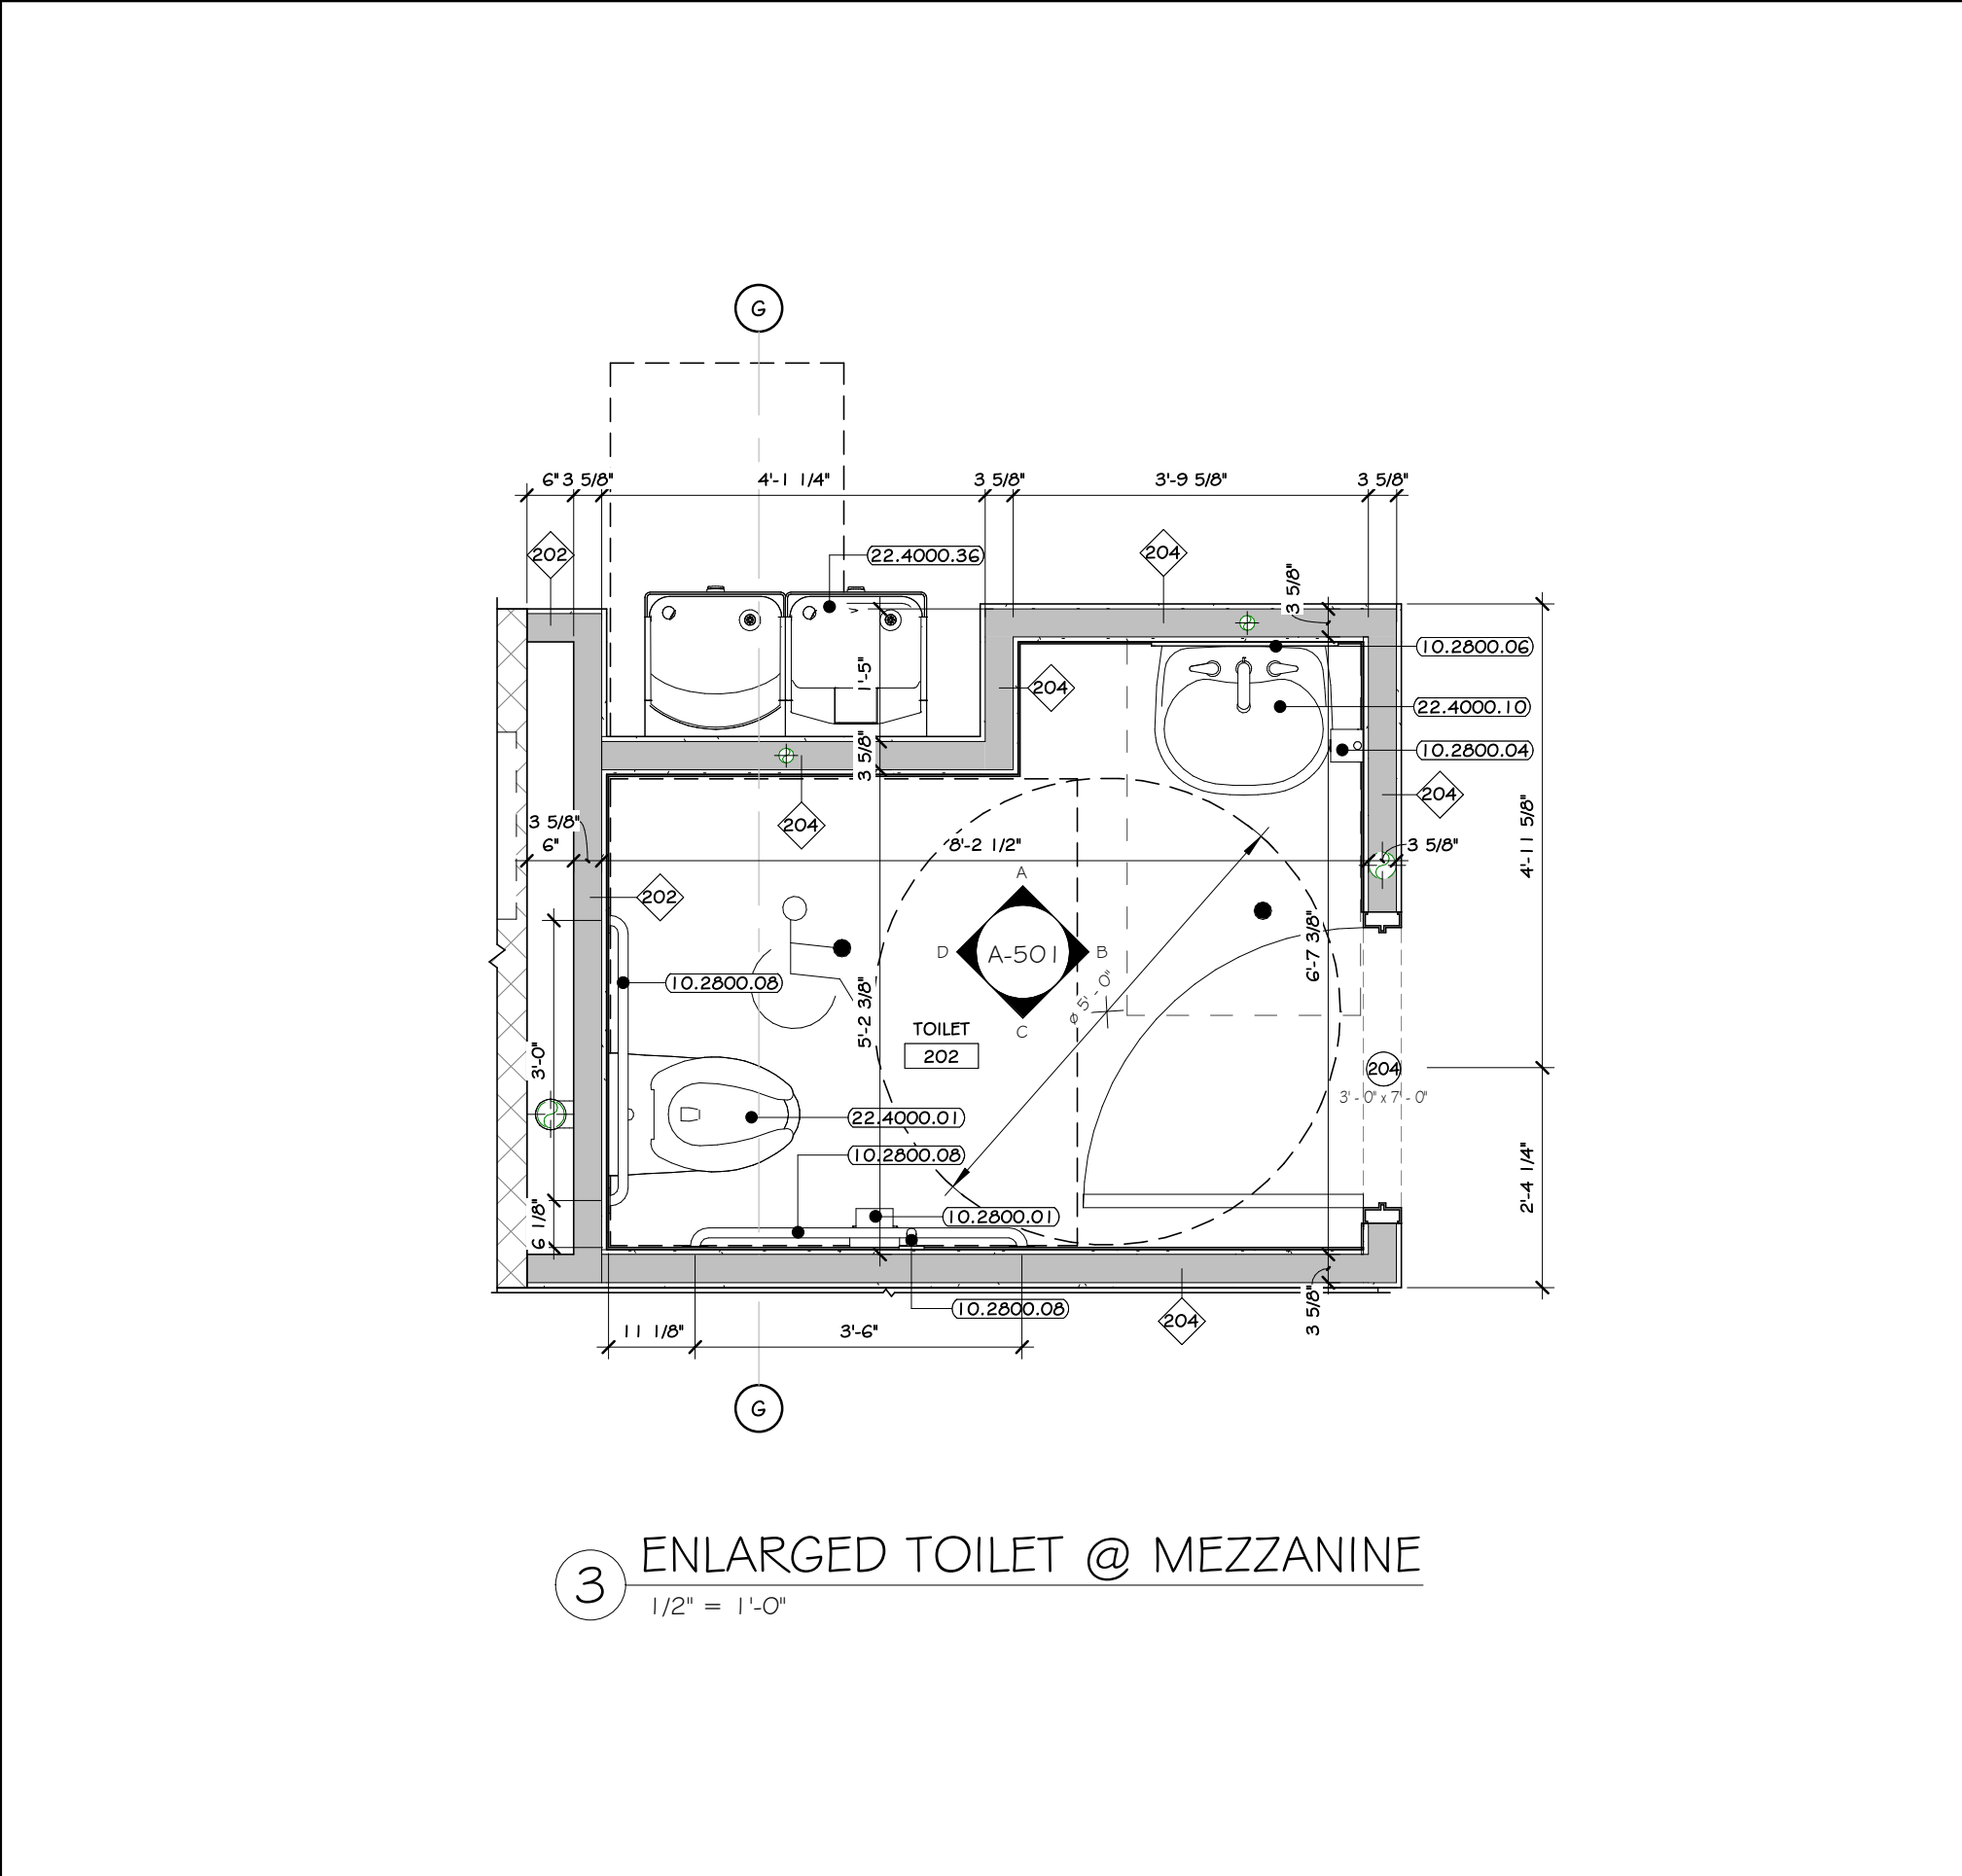 G
6" 3 5/8" 4'-1 1/4" 3 5/8" 3'-9 5/8" 3 5/8"
202
22.4000.36
204
3 5/8"
10.2800.06
1'-5"
204
22.4000.10
3 5/8"
10.2800.04
204
204
3 5/8"
6"
8'-2 1/2"
3 5/8"
4'-11 5/8"
A
202
D
A-501
B
6'-7 3/8"
10.2800.08
ø 5' - 0"
5'-2 3/8"
C
TOILET
202
3'-0"
204
3' - 0" x 7' - 0"
22.4000.01
10.2800.08
2'-4 1/4"
6 1/8"
10.2800.01
10.2800.08
204
3 5/8"
11 1/8" 3'-6"
G
3
ENLARGED TOILET @ MEZZANINE
1/2" = 1'-0"